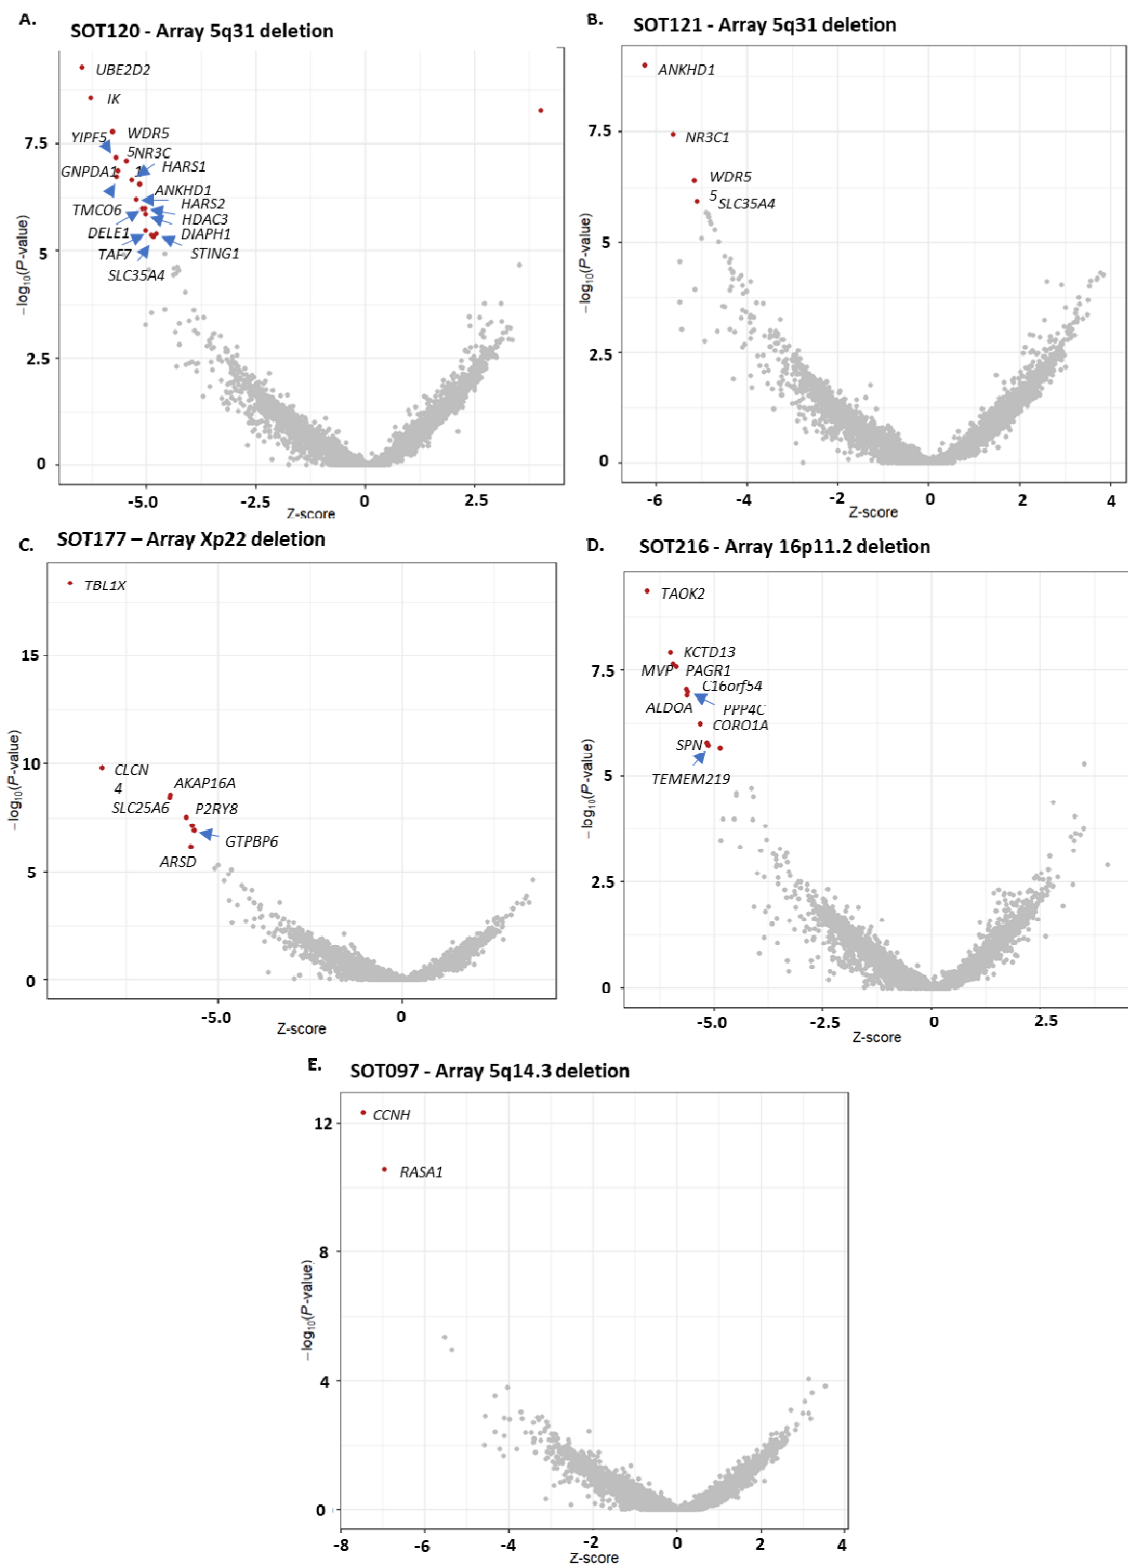 A.
SOT120 - Array 5q31 deletion
UBE2D2
IK
YIPF5
WDR5
5
NR3C
1
HARS1
GNPDA1
ANKHD1
HARS2
TMCO6
HDAC3
DELE1
DIAPH1
TAF7
STING1
SLC35A4
7.5
5
2.5
0
-5.0
-2.5
0
2.5
−log10(P-value)
Z-score
B.
SOT121 - Array 5q31 deletion
ANKHD1
NR3C1
WDR5
5
SLC35A4
7.5
5
2.5
0
-6
-4
-2
0
2
4
−log10(P-value)
Z-score
C.
SOT177 – Array Xp22 deletion
TBL1X
CLCN
4
AKAP16A
SLC25A6
P2RY8
GTPBP6
ARSD
15
10
5
0
-5.0
0
−log10(P-value)
Z-score
D.
SOT216 - Array 16p11.2 deletion
TAOK2
KCTD13
MVP
PAGR1
C16orf54
ALDOA
PPP4C
CORO1A
SPN
TEMEM219
7.5
5
2.5
0
-5.0
-2.5
0
2.5
−log10(P-value)
Z-score
E.
SOT097 - Array 5q14.3 deletion
CCNH
RASA1
12
8
4
0
-8
-6
-4
-2
0
2
4
−log10(P-value)
Z-score